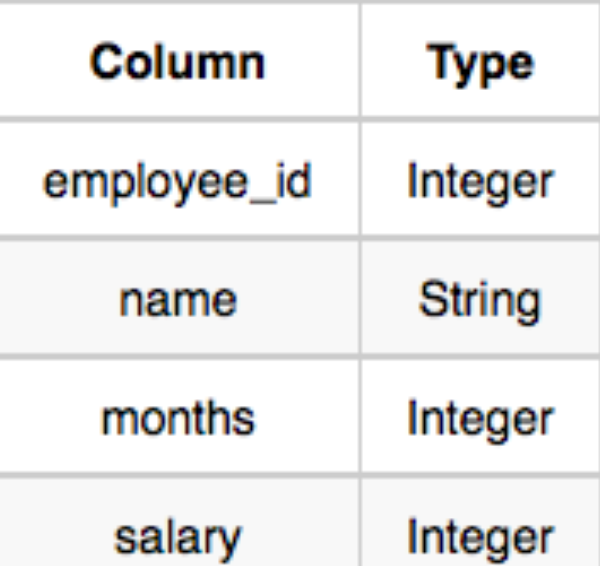 Column Type
employee_id Integer
name String
months Integer
salary Integer